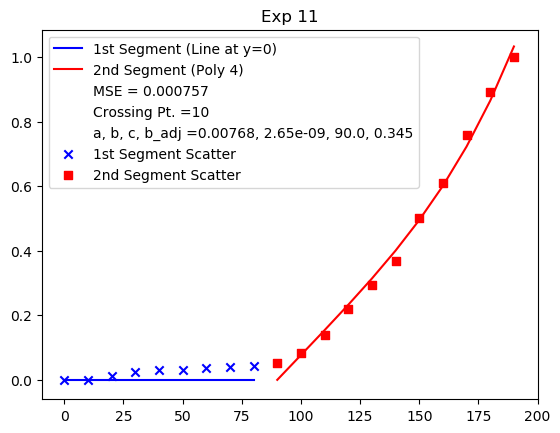 Exp 11
1st Segment (Line at y=0)
2nd Segment (Poly 4)
MSE = 0.000757
Crossing Pt. =10
a, b, c, b_adj =0.00768, 2.65e-09, 90.0, 0.345
1st Segment Scatter
2nd Segment Scatter
1.0
0.8
0.6
0.4
0.2
0.0
0 25 50 75 100 125 150 175 200